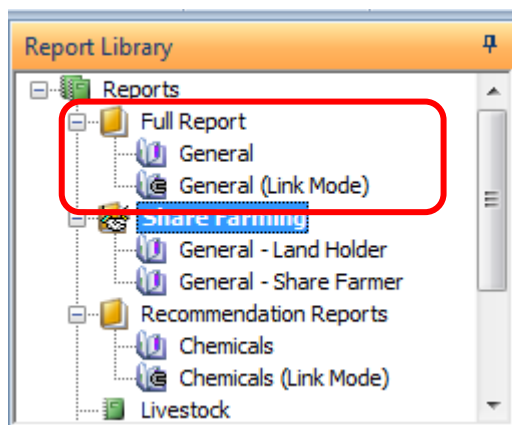 Report Library
Reports
Full Report
General
General (Link Mode)
Share Farming
General - Land Holder
General - Share Farmer
Recommendation Reports
Chemicals
Chemicals (Link Mode)
Livestock